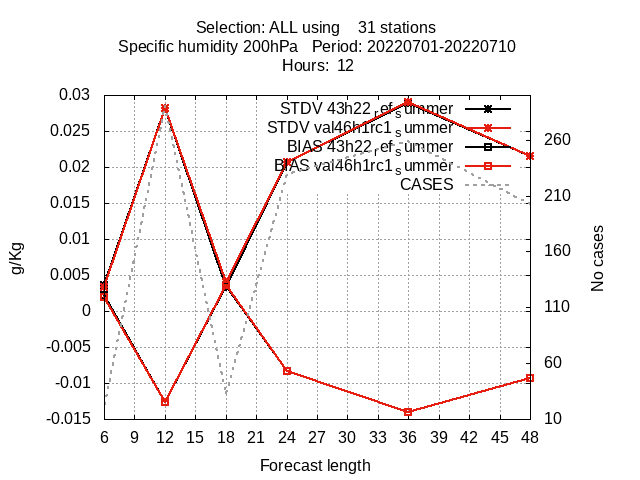 Selection: ALL using 31 stations
Specific humidity 200hPa Period: 20220701-20220710
Hours: 12
STDV 43h22_ref_summer
STDV val46h1rc1_summer
BIAS 43h22_ref_summer
BIAS val46h1rc1_summer
CASES
g/Kg
0.03
0.025
0.02
0.015
0.01
0.005
0
-0.005
-0.01
-0.015
No cases
260
210
160
110
60
10
6 9 12 15 18 21 24 27 30 33 36 39 42 45 48
Forecast length